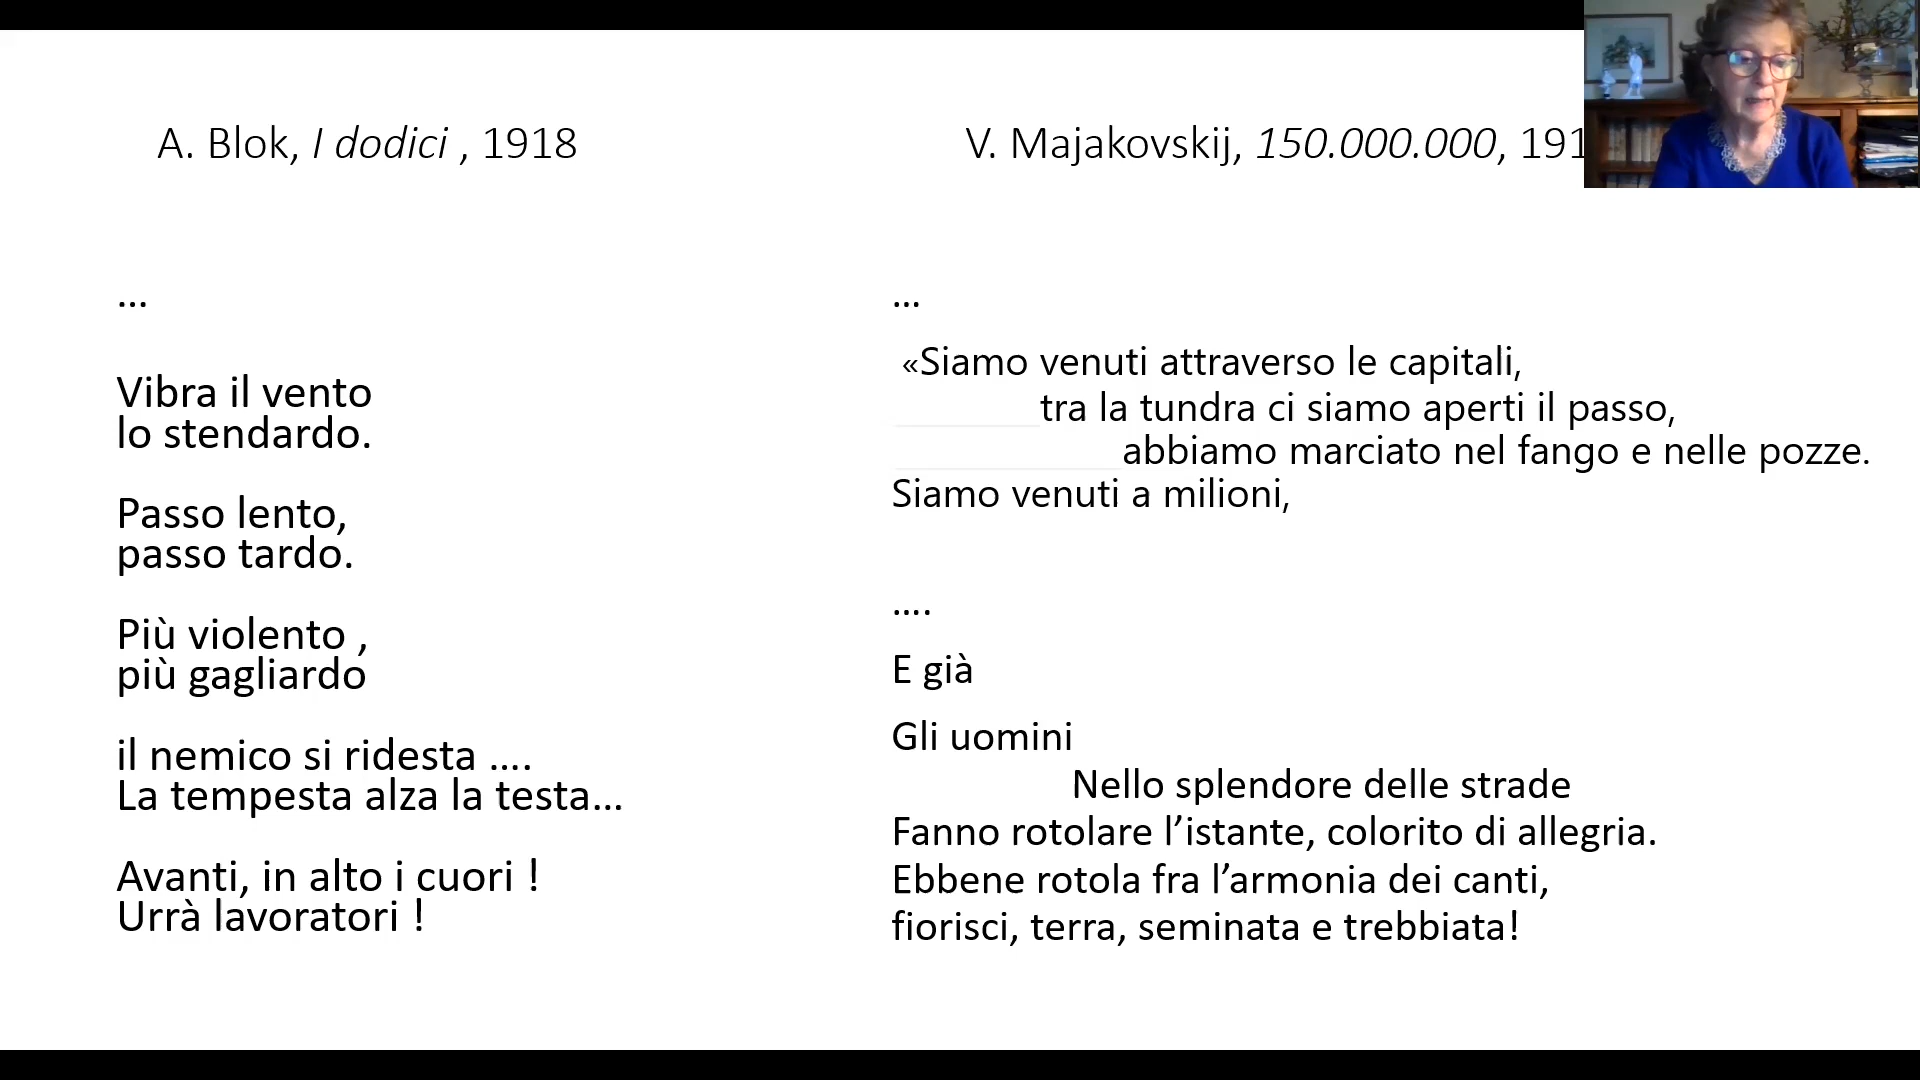 A. Blok, I dodici , 1918
…
Vibra il vento
lo stendardo.
Passo lento,
passo tardo.
Più violento ,
più gagliardo
il nemico si ridesta ….
La tempesta alza la testa…
Avanti, in alto i cuori !
Urrà lavoratori !
V. Majakovskij, 150.000.000,
…
«Siamo venuti attraverso le capitali,
tra la tundra ci siamo aperti il passo,
abbiamo marciato nel fango e nelle pozze.
Siamo venuti a milioni,
….
E già
Gli uomini
Nello splendore delle strade
Fanno rotolare l’istante, colorito di allegria.
Ebbene rotola fra l’armonia dei canti,
fiorisci, terra, seminata e trebbiata!